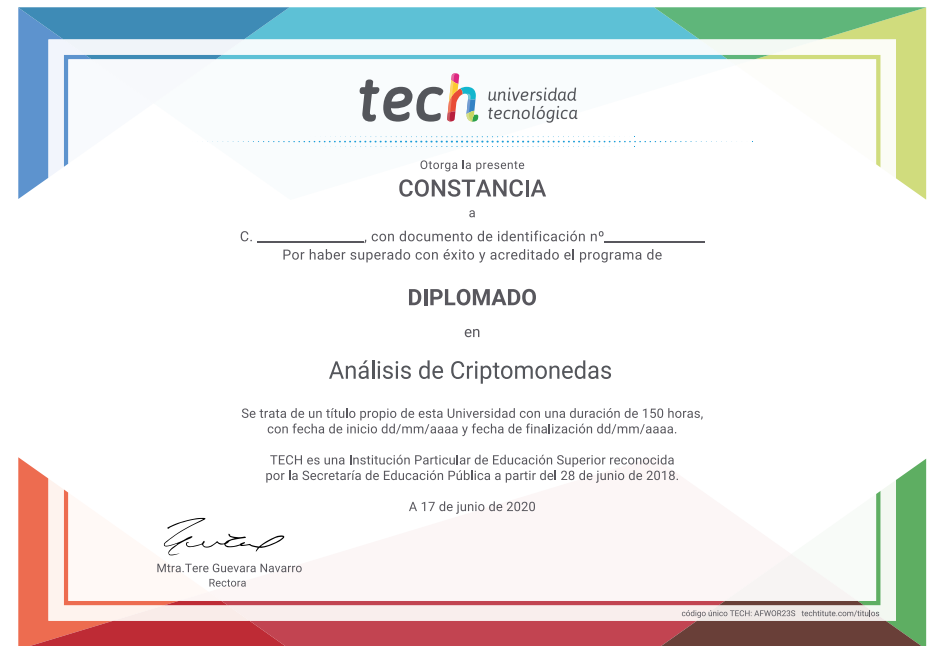 tech universidad
tecnológica
Otorga la presente
CONSTANCIA
a
C. ______________, con documento de identificación nº_____________
Por haber superado con éxito y acreditado el programa de
DIPLOMADO
en
Análisis de Criptomonedas
Se trata de un título propio de esta Universidad con una duración de 150 horas,
con fecha de inicio dd/mm/aaaa y fecha de finalización dd/mm/aaaa.
TECH es una Institución Particular de Educación Superior reconocida
por la Secretaría de Educación Pública a partir del 28 de junio de 2018.
A 17 de junio de 2020
Mtra.Tere Guevara Navarro
Rectora
código único TECH: AFWOR23S techtitute.com/titulos